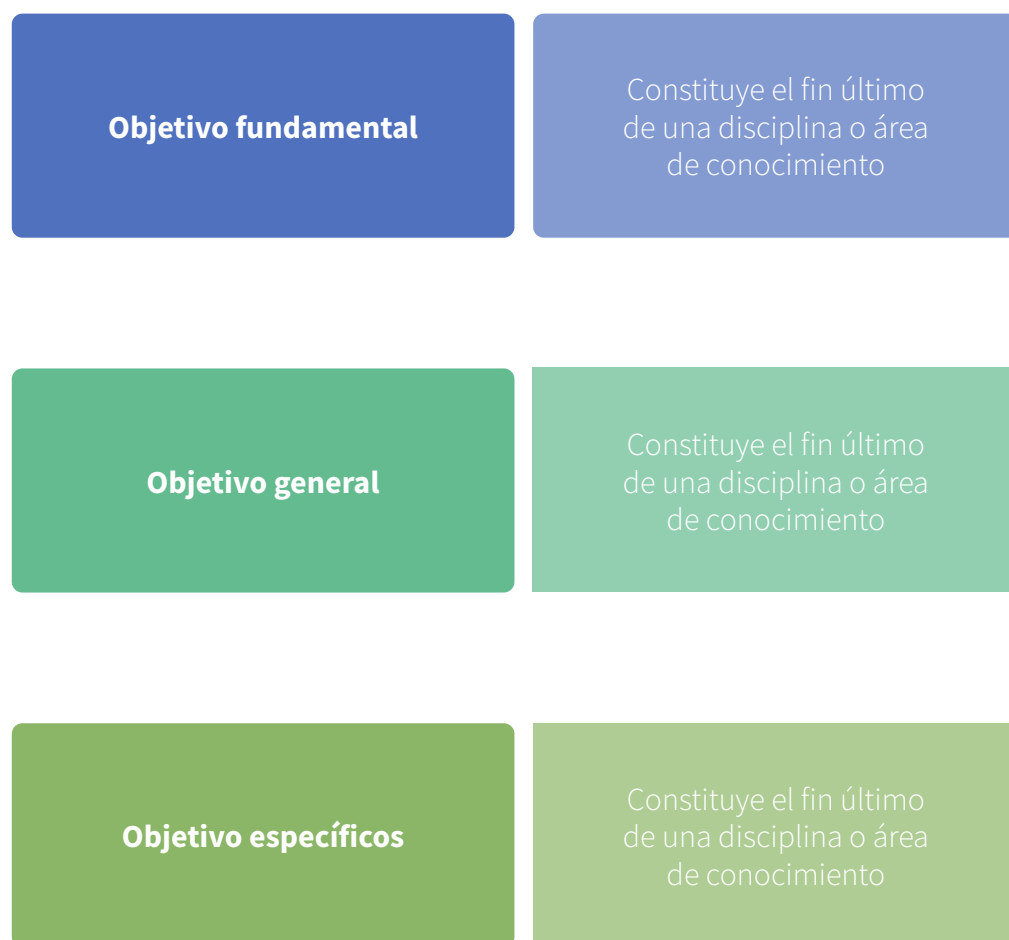 Objetivo fundamental
Constituye el fin último
de una disciplina o área
de conocimiento
Objetivo general
Constituye el fin último
de una disciplina o área
de conocimiento
Objetivo específicos
Constituye el fin último
de una disciplina o área
de conocimiento